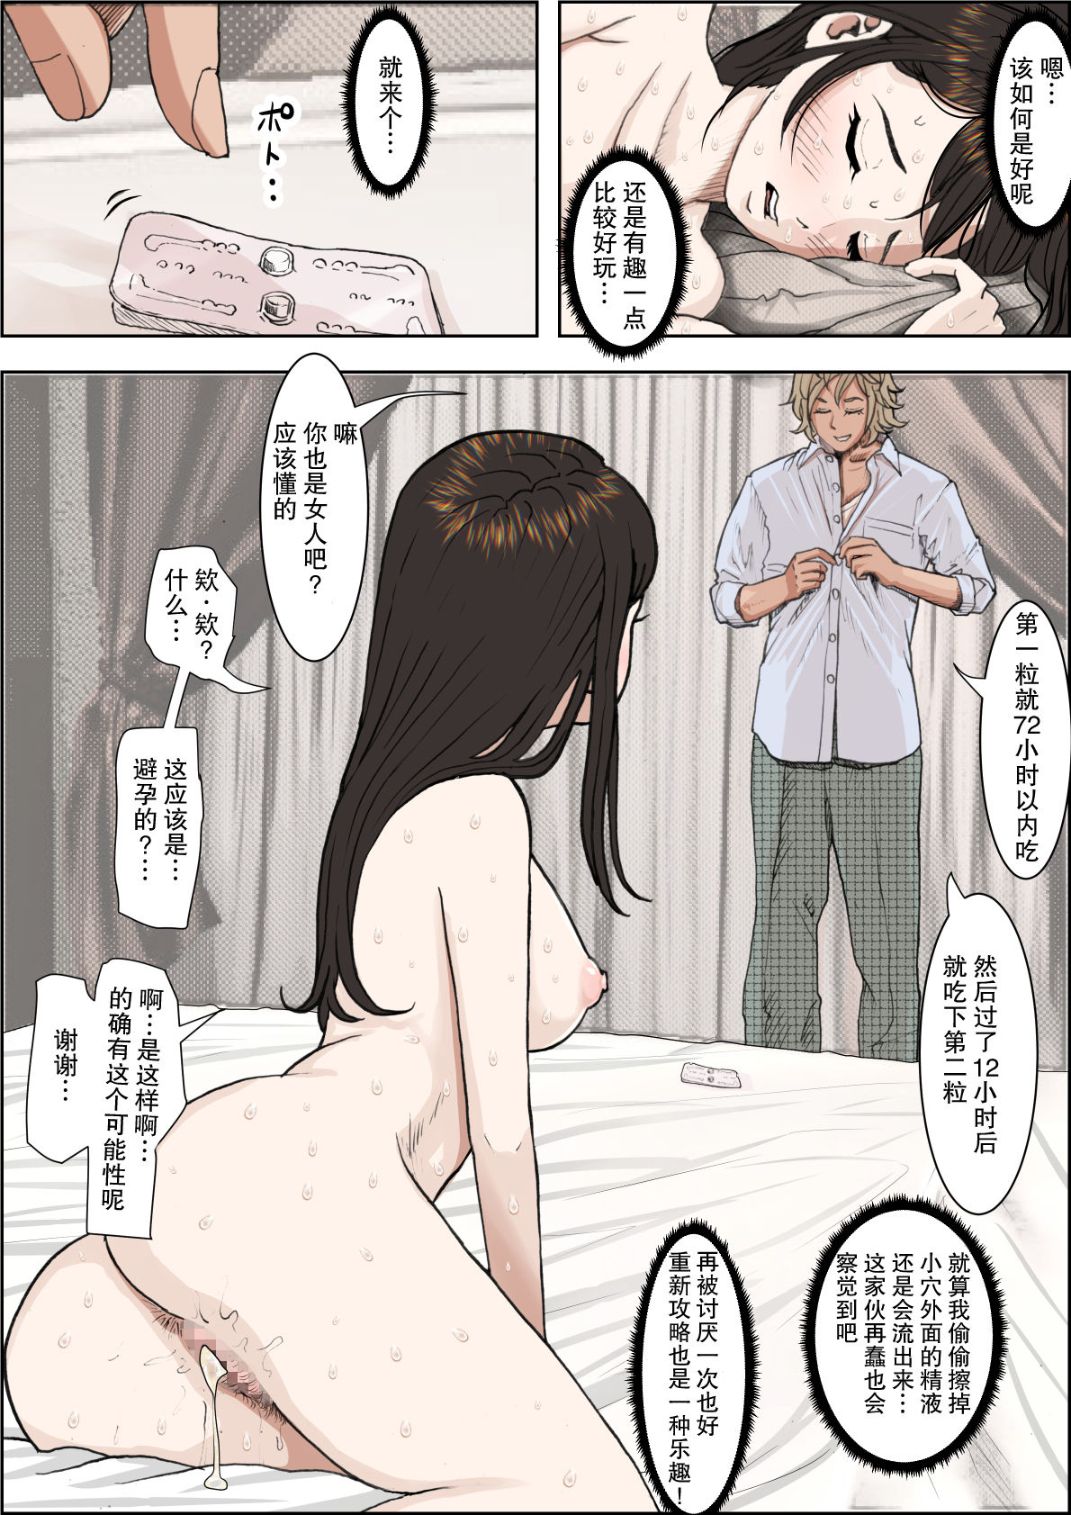 嗯…
该如何是好呢
还是有趣一点
比较好玩…
就来个…
ポト…
嘛
你也是女人吧？
应该懂的
第一粒就72小时以内吃
然后过了12小时后
就吃下第二粒
欸·欸？
什么…
这应该是…
避孕的？…
啊…是这样啊…
的确有这个可能性呢
谢谢…
就算我偷偷擦掉
小穴外面的精液
还是会流出来…
这家伙再蠢也会
察觉到吧
再被讨厌一次也好
重新攻略也是一种乐趣！